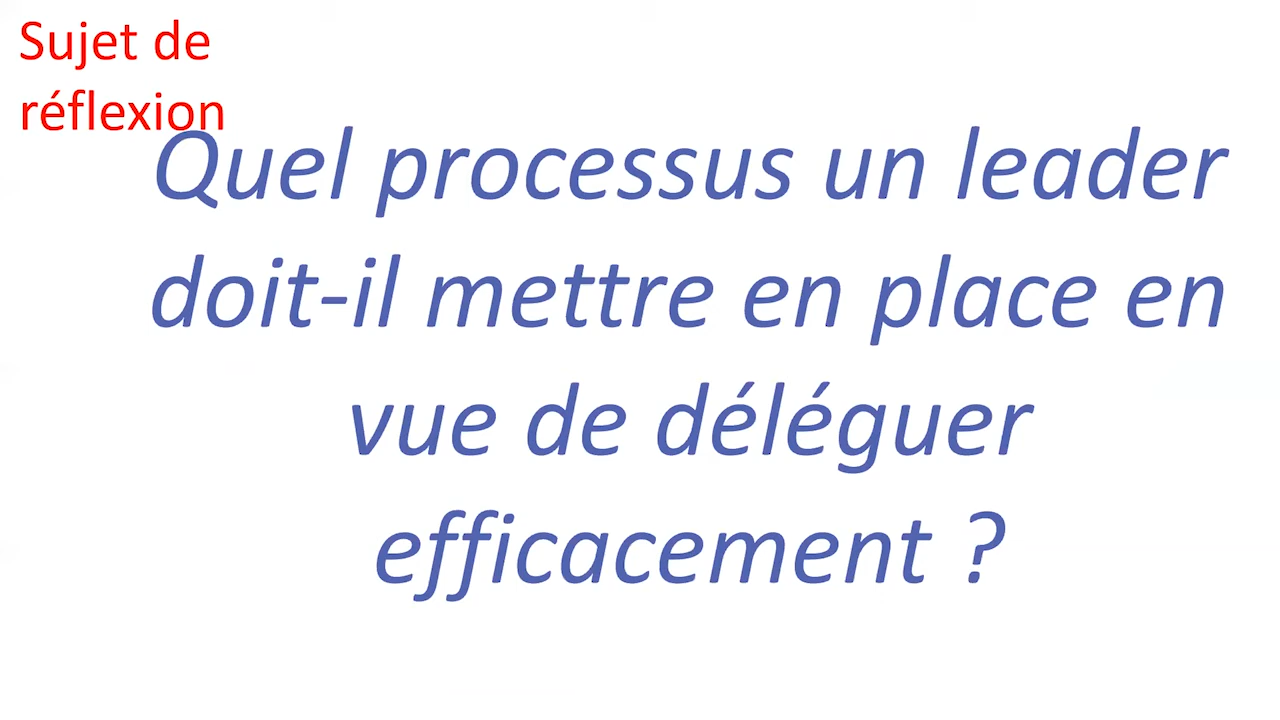 Sujet de
réflexion
Quel processus un leader
doit-il mettre en place en
vue de déléguer
efficacement ?